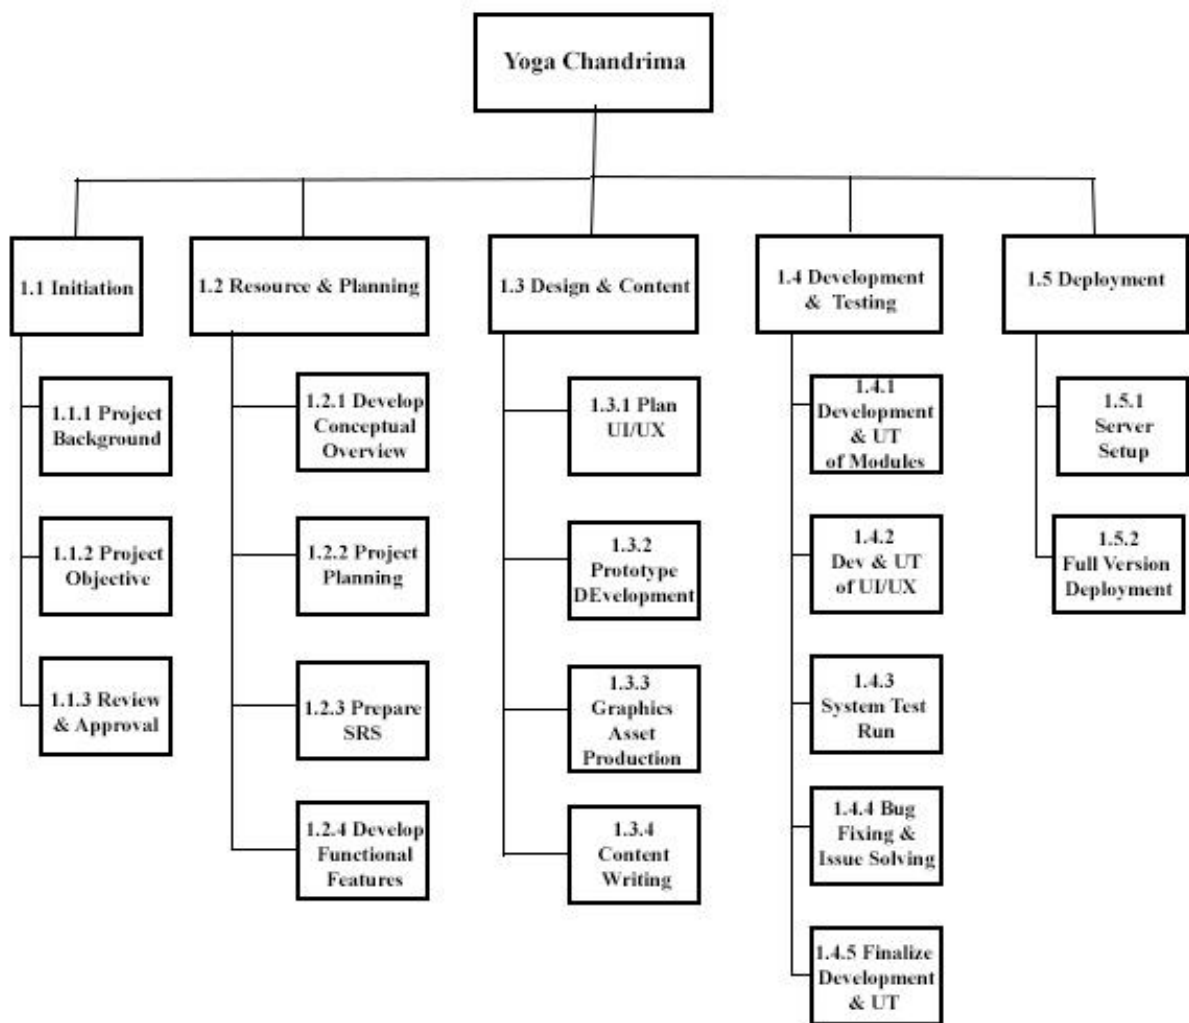 Yoga Chandrima
1.1 Initiation
1.2 Resource & Planning
1.3 Design & Content
1.4 Development
& Testing
1.5 Deployment
1.1.1 Project
Background
1.1.2 Project
Objective
1.1.3 Review
& Approval
1.2.1 Develop
Conceptual
Overview
1.2.2 Project
Planning
1.2.3 Prepare
SRS
1.2.4 Develop
Functional
Features
1.3.1 Plan
UI/UX
1.3.2
Prototype
DEvelopment
1.3.3
Graphics
Asset
Production
1.3.4
Content
Writing
1.4.1
Development
& UT
of Modules
1.4.2
Dev & UT
of UI/UX
1.4.3
System Test
Run
1.4.4 Bug
Fixing &
Issue Solving
1.4.5 Finalize
Development
& UT
1.5.1
Server
Setup
1.5.2
Full Version
Deployment